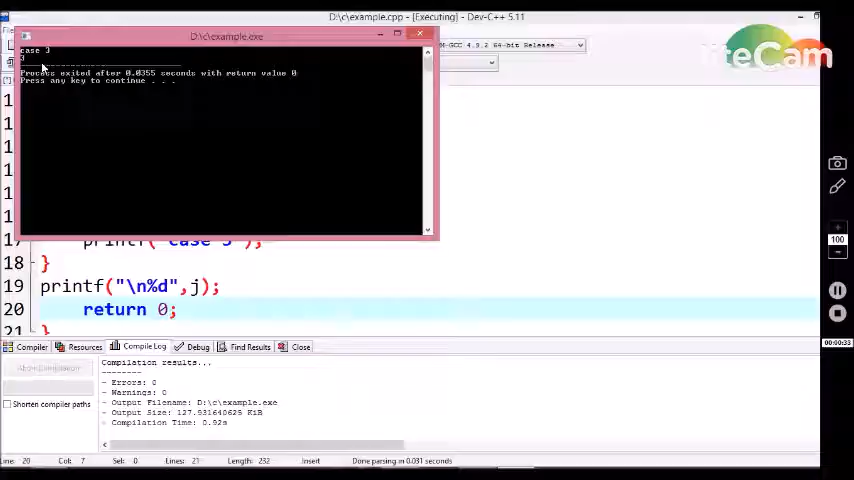 D:\c\example.cpp - [Executing] - Dev-C++ 5.11
D:\c\example.exe
case 3
3
Process exited after 0.0355 seconds with return value 0
Press any key to continue . . .
M-GCC 4.9.2 64-bit Release
iteCam
17 printf("case 3");
18 }
19 printf("\n%d",j);
20 return 0;
21 }
Compiler Resources Compile Log Debug Find Results Close
Abort Compilation
Shorten compiler paths
Compilation results...
--------
- Errors: 0
- Warnings: 0
- Output Filename: D:\c\example.exe
- Output Size: 127.931640625 KiB
- Compilation Time: 0.92s
Line: 20 Col: 7 Sel: 0 Lines: 21 Length: 232 Insert Done parsing in 0.031 seconds
100
00:00:33